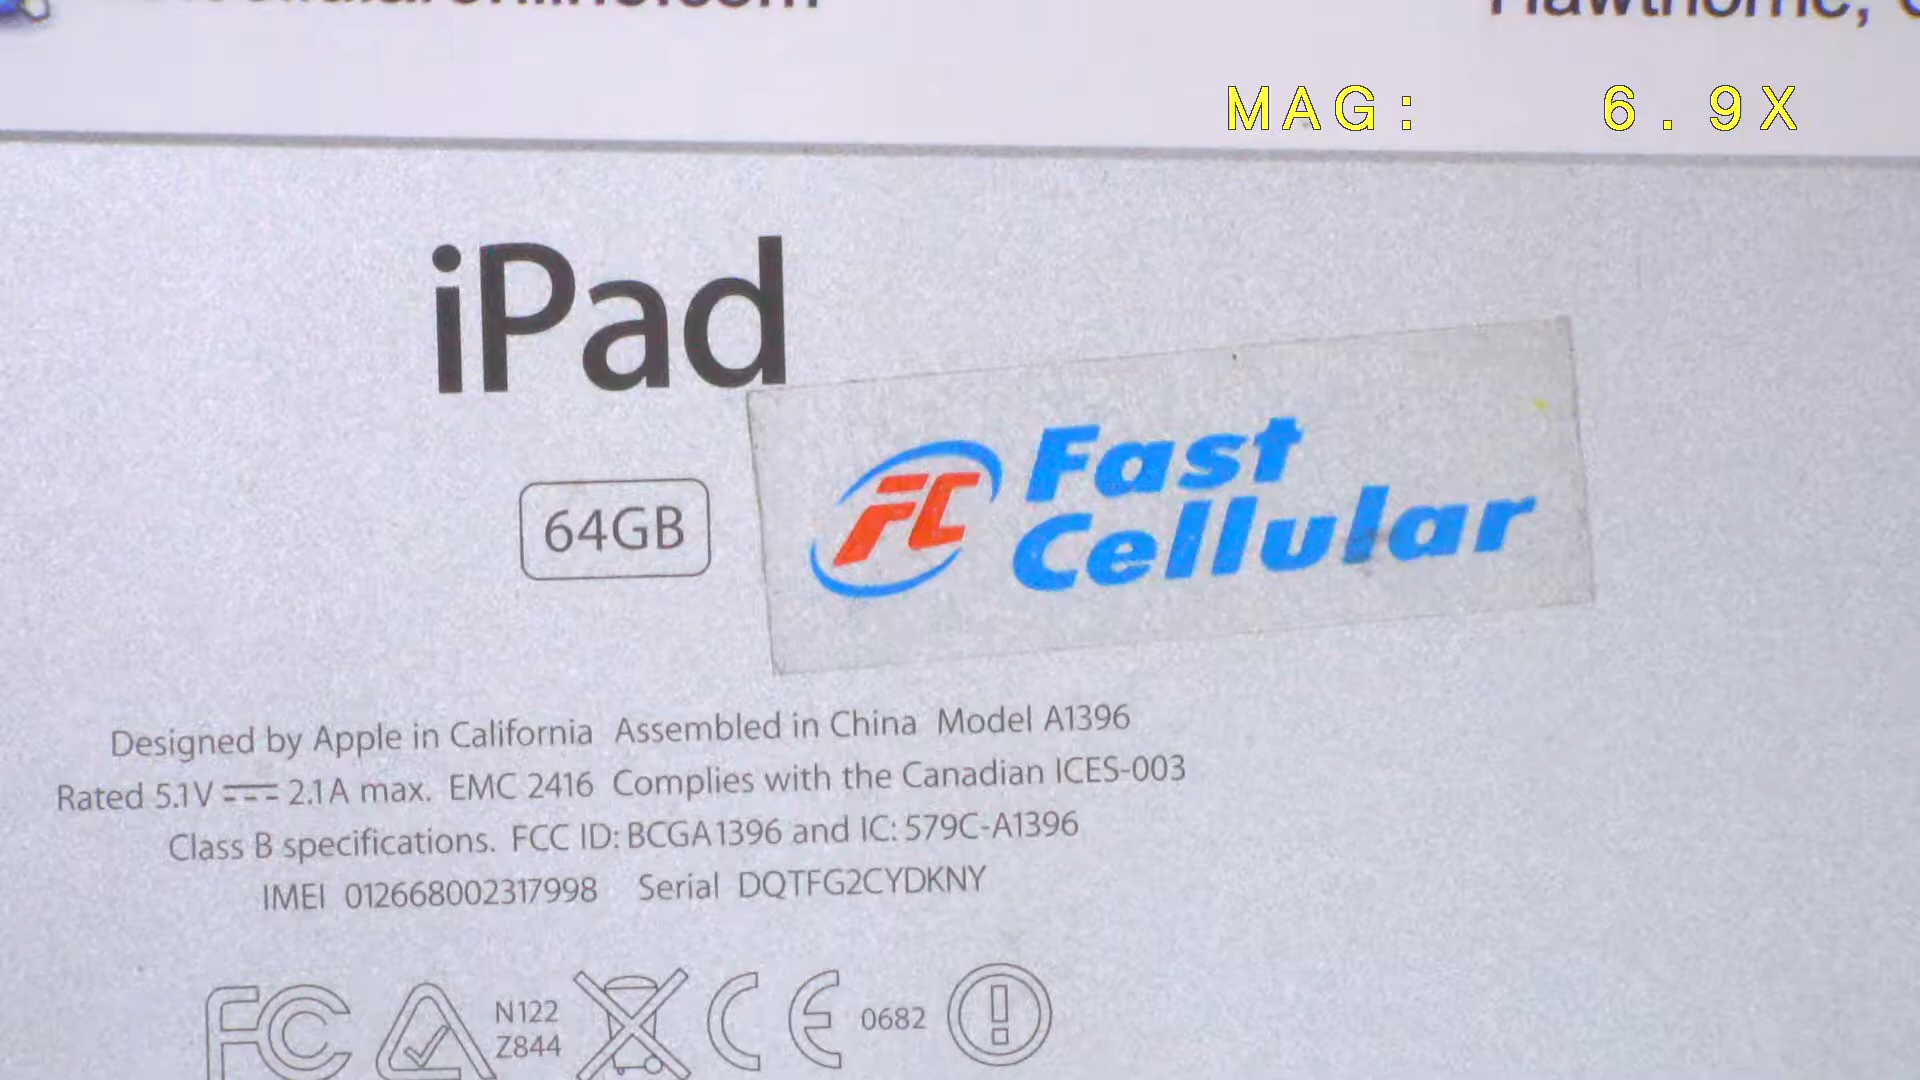 MAG: 6.9X
iPad
64GB
FC Fast
Cellular
Designed by Apple in California Assembled in China Model A1396
Rated 5.1V 2.1A max. EMC 2416 Complies with the Canadian ICES-003
Class B specifications. FCC ID: BCGA1396 and IC: 579C-A1396
IMEI 012668002317998 Serial DQTFG2CYDKNY
FC N122
Z844
CE 0682